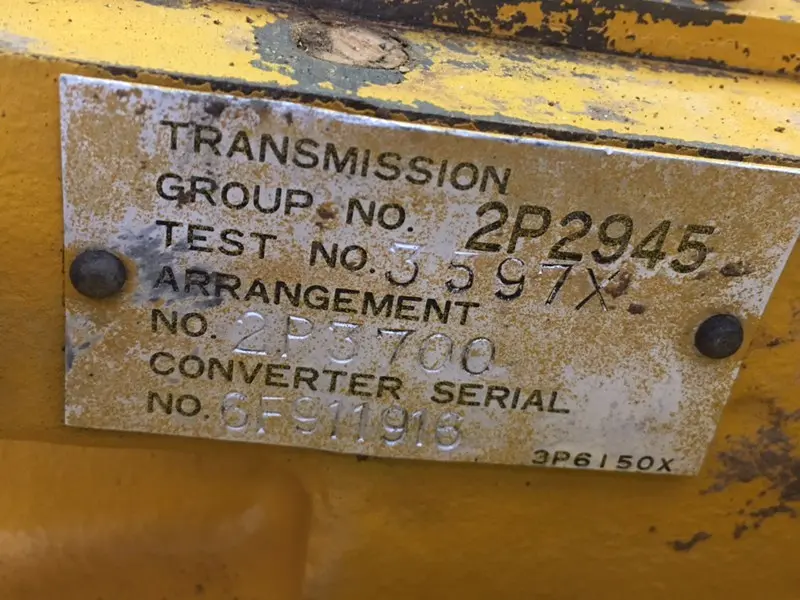 TRANSMISSION
GROUP NO. 2P2945
TEST NO. 3597X
ARRANGEMENT
NO. 2P3700
CONVERTER SERIAL
NO. 6F911916
3P6150X